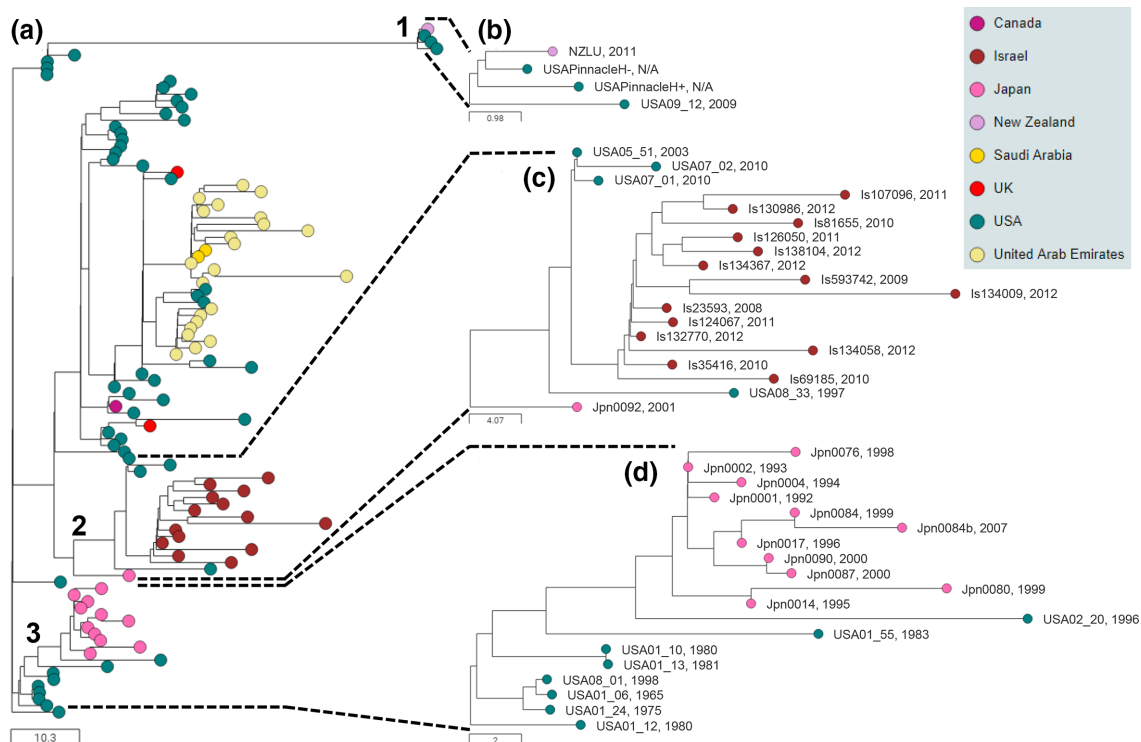 (a)
1
2
3
10.3
(b)
NZLU, 2011
USAPinnacleH-, N/A
USAPinnacleH+, N/A
USA09_12, 2009
0.98
(c)
USA05_51, 2003
USA07_02, 2010
USA07_01, 2010
Is107096, 2011
Is130986, 2012
Is81655, 2010
Is126050, 2011
Is138104, 2012
Is134367, 2012
Is593742, 2009
Is134009, 2012
Is23593, 2008
Is124067, 2011
Is132770, 2012
Is134058, 2012
Is35416, 2010
Is69185, 2010
USA08_33, 1997
Jpn0092, 2001
4.07
(d)
Jpn0076, 1998
Jpn0002, 1993
Jpn0004, 1994
Jpn0001, 1992
Jpn0084, 1999
Jpn0084b, 2007
Jpn0017, 1996
Jpn0090, 2000
Jpn0087, 2000
Jpn0080, 1999
Jpn0014, 1995
USA02_20, 1996
USA01_55, 1983
USA01_10, 1980
USA01_13, 1981
USA08_01, 1998
USA01_06, 1965
USA01_24, 1975
USA01_12, 1980
2
Canada
Israel
Japan
New Zealand
Saudi Arabia
UK
USA
United Arab Emirates